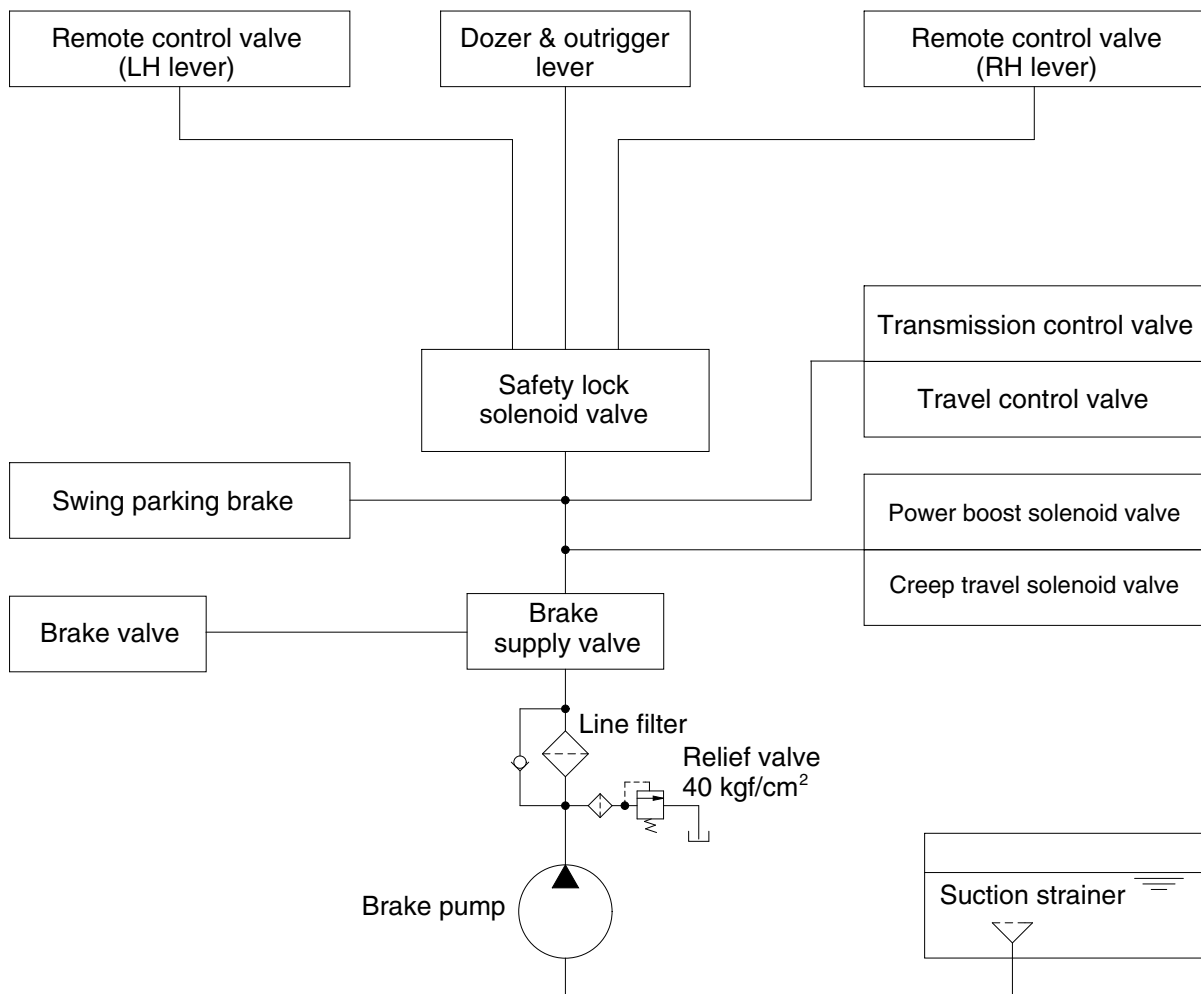 Remote control valve
(LH lever)
Dozer & outrigger
lever
Remote control valve
(RH lever)
Transmission control valve
Travel control valve
Safety lock
solenoid valve
Swing parking brake
Power boost solenoid valve
Creep travel solenoid valve
Brake valve
Brake
supply valve
Line filter
Relief valve
40 kgf/cm²
Brake pump
Suction strainer